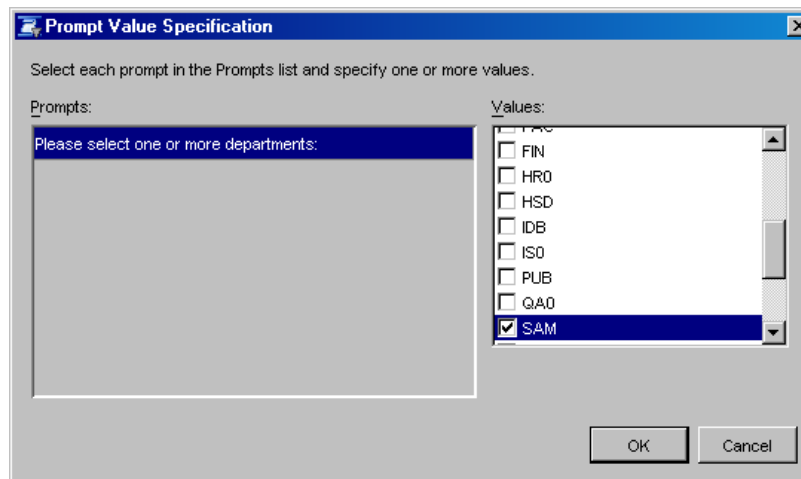 Prompt Value Specification
Select each prompt in the Prompts list and specify one or more values.
Prompts:
Values:
Please select one or more departments:
FIN
HR0
HSD
IDB
IS0
PUB
QA0
SAM
OK
Cancel